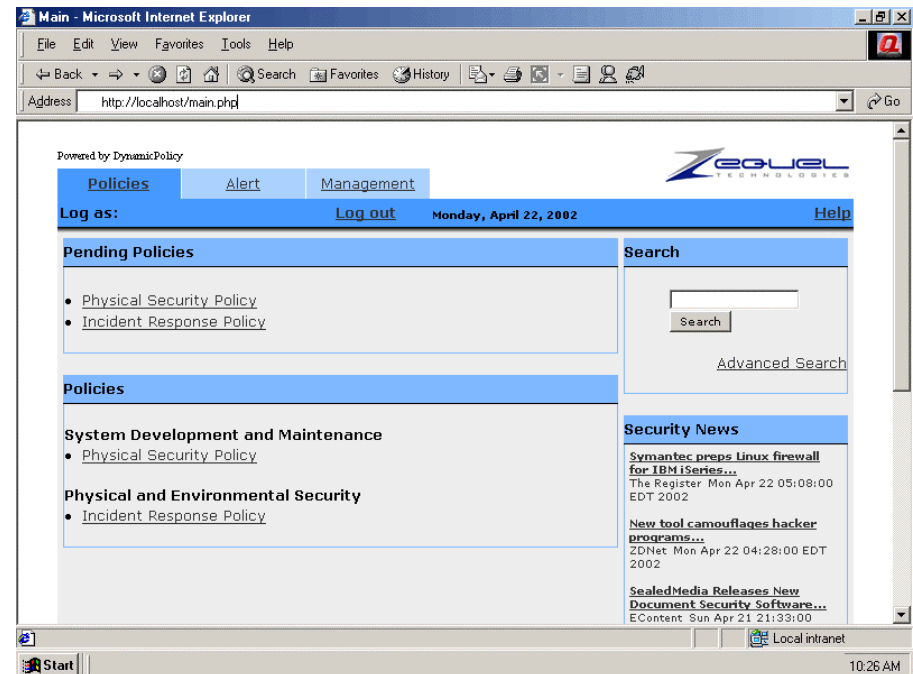 Main - Microsoft Internet Explorer
File Edit View Favorites Tools Help
Back Search Favorites History
Address http://localhost/main.php Go
Powered by DynamicPolicy
ZEQUEL
TECHNOLOGIES
Policies Alert Management
Log as: Log out Monday, April 22, 2002 Help
Pending Policies
Physical Security Policy
Incident Response Policy
Policies
System Development and Maintenance
Physical Security Policy
Physical and Environmental Security
Incident Response Policy
Search
Search
Advanced Search
Security News
Symantec preps Linux firewall
for IBM iSeries...
The Register Mon Apr 22 05:08:00
EDT 2002
New tool camouflages hacker
programs...
ZDNet Mon Apr 22 04:28:00 EDT
2002
SealedMedia Releases New
Document Security Software...
EContent Sun Apr 21 21:33:00
Local intranet
Start 10:26 AM